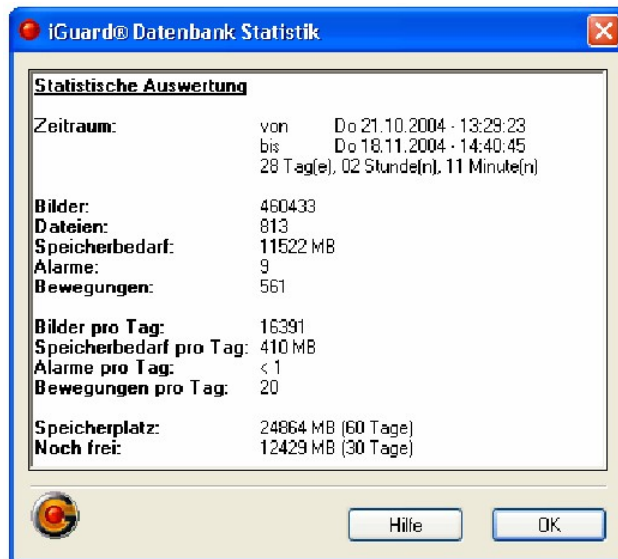 iGuard® Datenbank Statistik
Statistische Auswertung
Zeitraum: von Do 21.10.2004 - 13:29:23
bis Do 18.11.2004 - 14:40:45
28 Tag(e), 02 Stunde(n), 11 Minute(n)
Bilder: 460433
Dateien: 813
Speicherbedarf: 11522 MB
Alarme: 9
Bewegungen: 561
Bilder pro Tag: 16391
Speicherbedarf pro Tag: 410 MB
Alarme pro Tag: < 1
Bewegungen pro Tag: 20
Speicherplatz: 24864 MB (60 Tage)
Noch frei: 12429 MB (30 Tage)
Hilfe OK